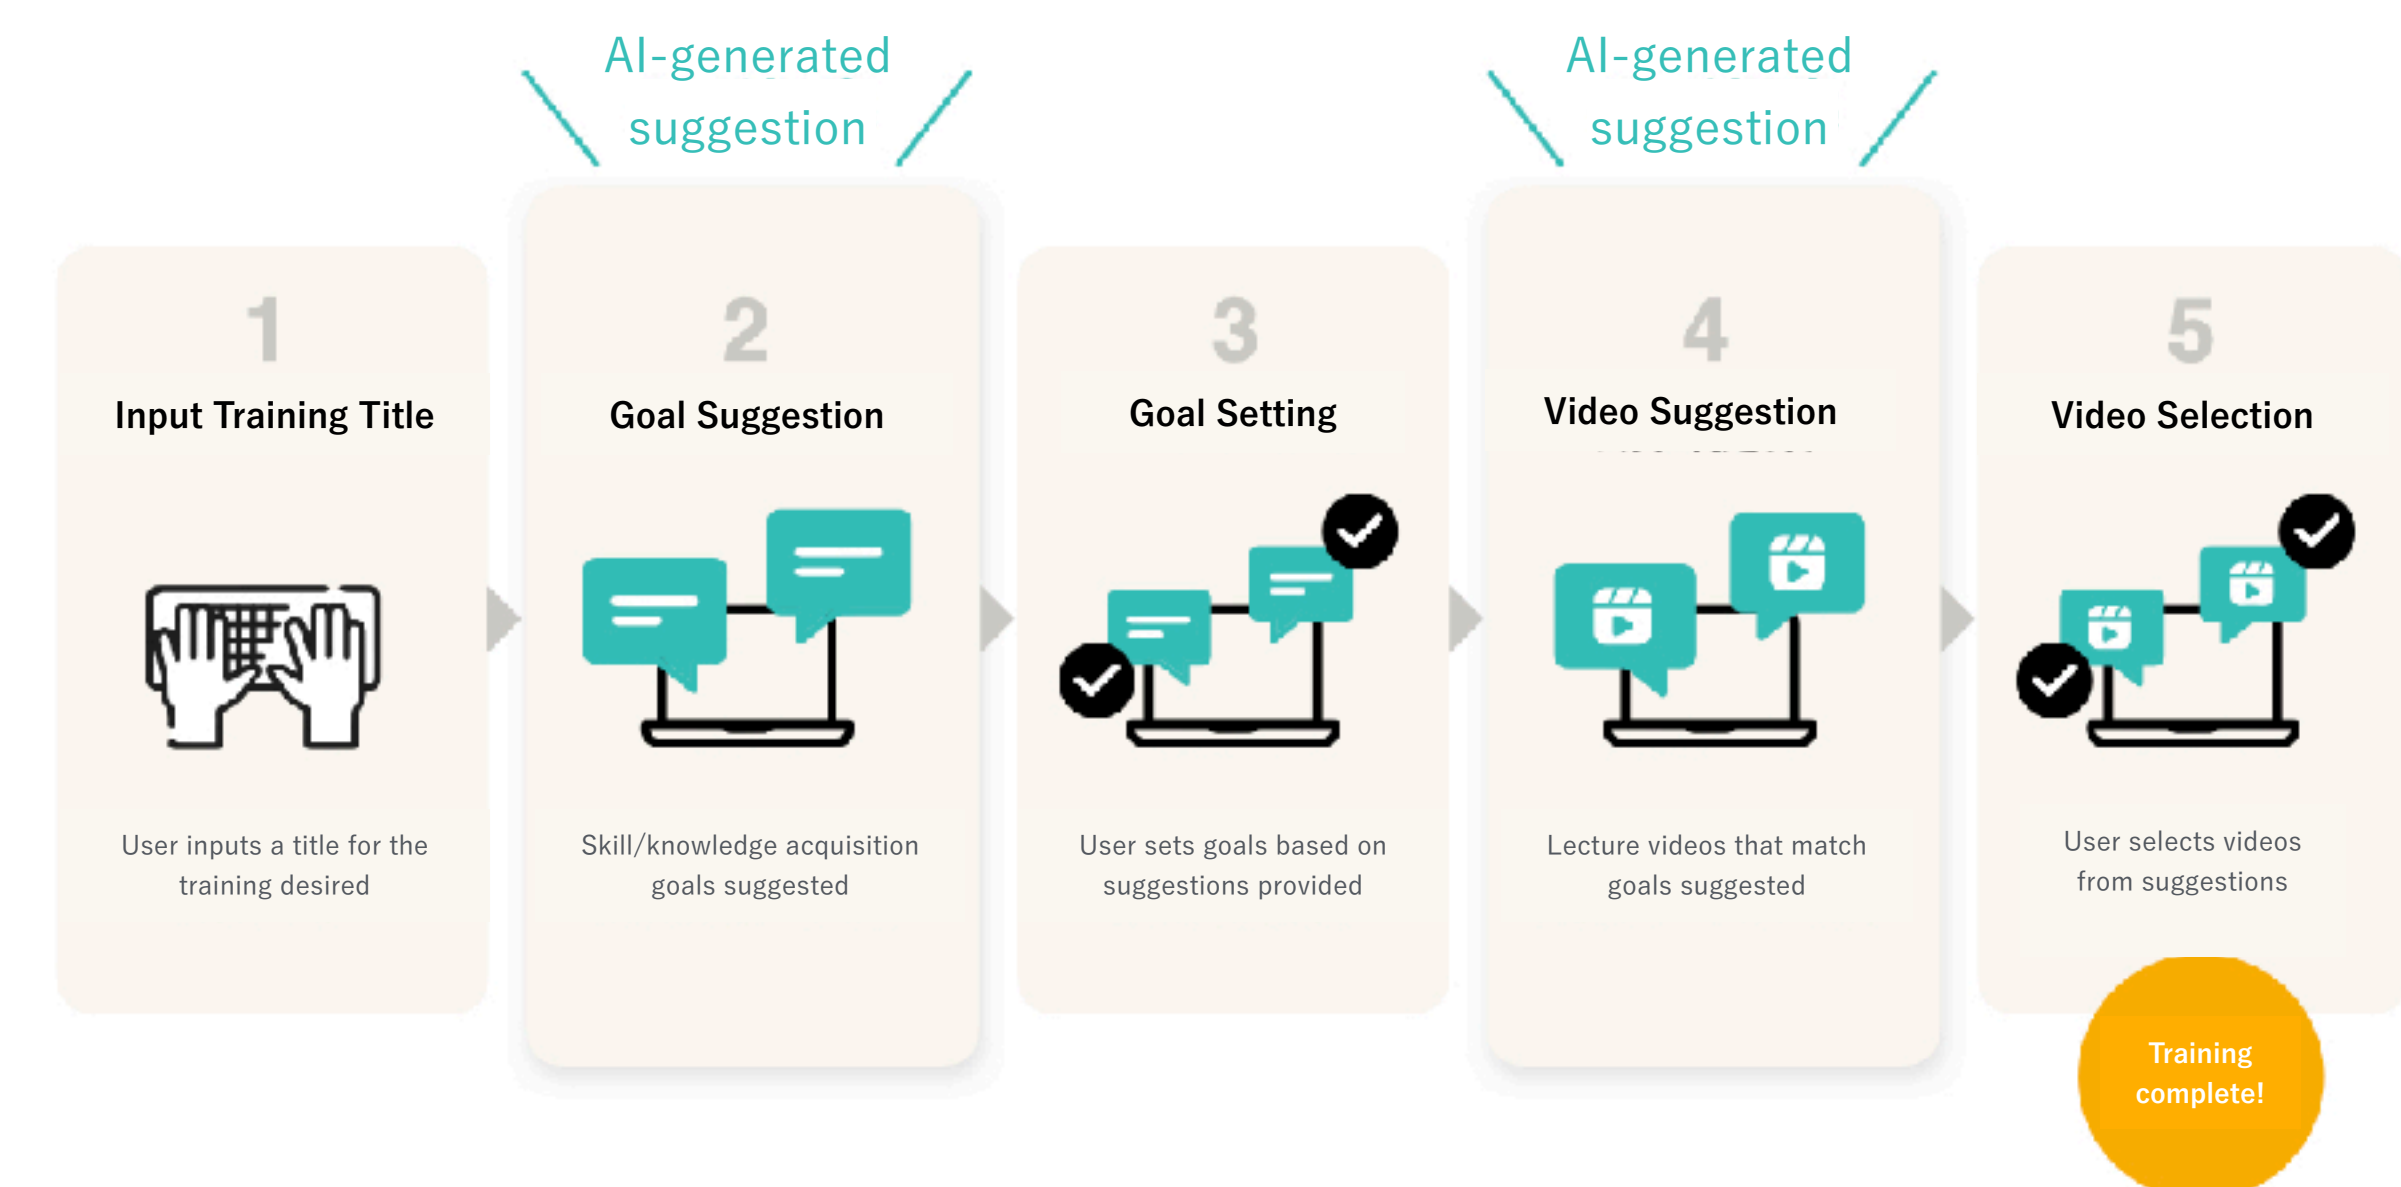 AI-generated
suggestion
AI-generated
suggestion
1
Input Training Title
User inputs a title for the
training desired
2
Goal Suggestion
Skill/knowledge acquisition
goals suggested
3
Goal Setting
User sets goals based on
suggestions provided
4
Video Suggestion
Lecture videos that match
goals suggested
5
Video Selection
User selects videos
from suggestions
Training
complete!